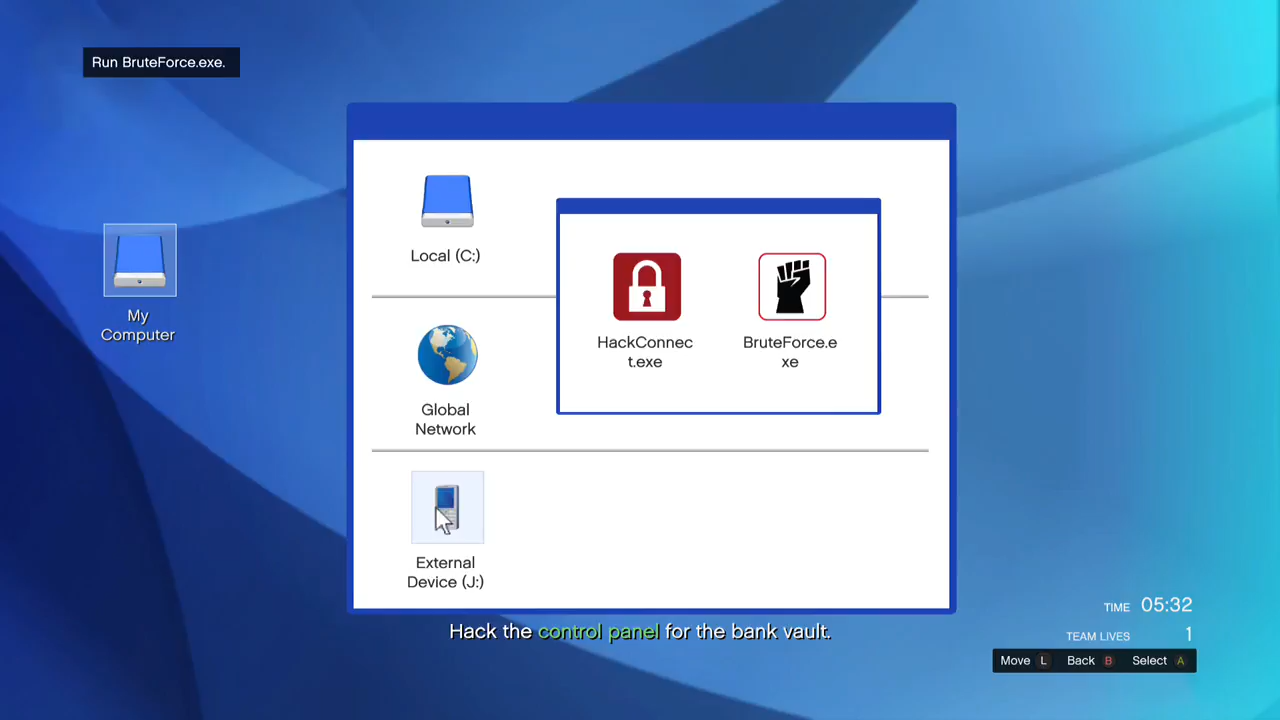 Run BruteForce.exe.
Local (C:)
HackConnec
t.exe
BruteForce.e
xe
My
Computer
Global
Network
External
Device (J:)
TIME 05:32
Hack the control panel for the bank vault.
TEAM LIVES 1
Move L Back B Select A